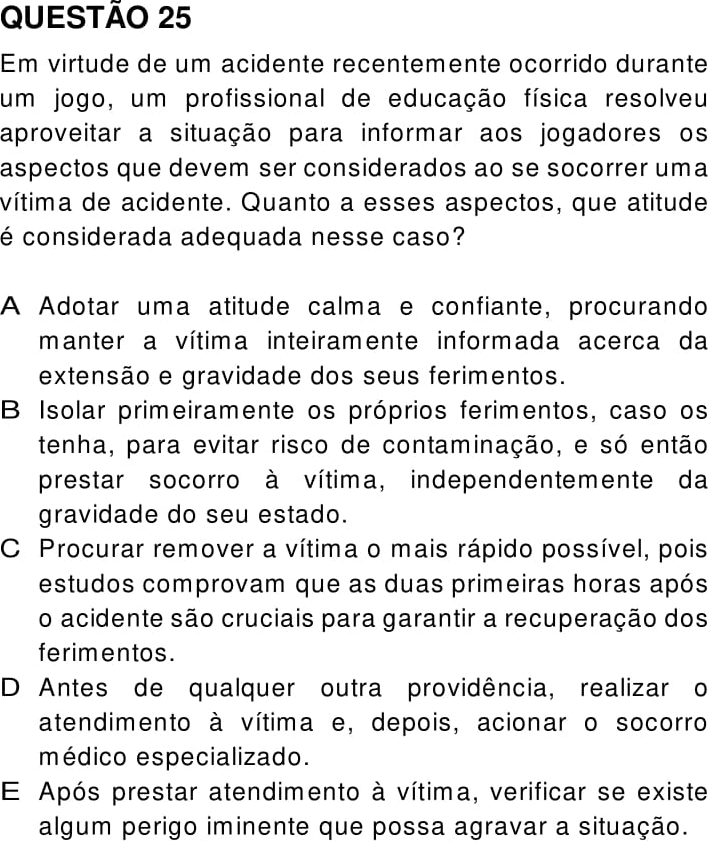 QUESTÃO 25
Em virtude de um acidente recentemente ocorrido durante
um jogo, um profissional de educação física resolveu
aproveitar a situação para informar aos jogadores os
aspectos que devem ser considerados ao se socorrer uma
vítima de acidente. Quanto a esses aspectos, que atitude
é considerada adequada nesse caso?
A Adotar uma atitude calma e confiante, procurando
manter a vítima inteiramente informada acerca da
extensão e gravidade dos seus ferimentos.
B Isolar primeiramente os próprios ferimentos, caso os
tenha, para evitar risco de contaminação, e só então
prestar socorro à vítima, independentemente da
gravidade do seu estado.
C Procurar remover a vítima o mais rápido possível, pois
estudos comprovam que as duas primeiras horas após
o acidente são cruciais para garantir a recuperação dos
ferimentos.
D Antes de qualquer outra providência, realizar o
atendimento à vítima e, depois, acionar o socorro
médico especializado.
E Após prestar atendimento à vítima, verificar se existe
algum perigo iminente que possa agravar a situação.